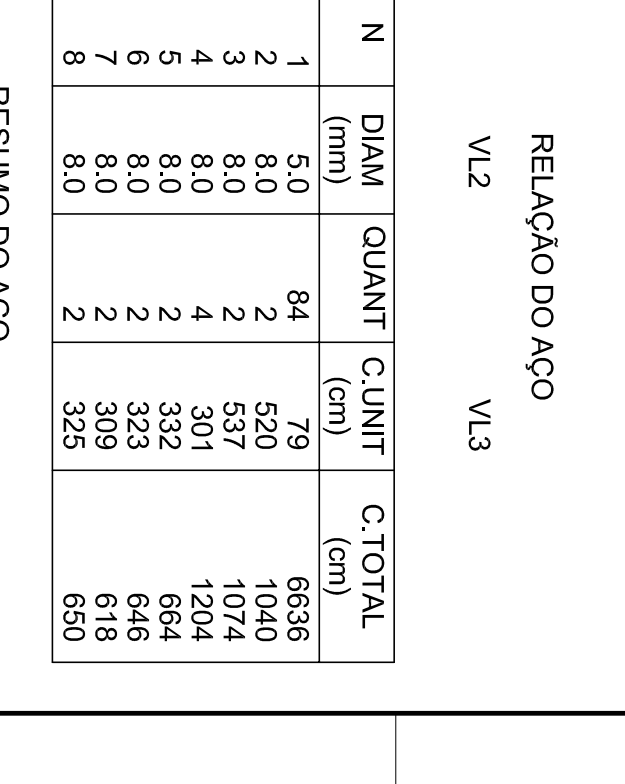 RELAÇÃO DO AÇO
VL2 VL3
N DIAM QUANT C.UNIT C.TOTAL
(mm) (cm) (cm)
1 5.0 84 79 6636
2 8.0 2 520 1040
3 8.0 2 537 1074
4 8.0 4 301 1204
5 8.0 2 332 664
6 8.0 2 323 646
7 8.0 2 309 618
8 8.0 2 325 650
RESUMO DO AÇO